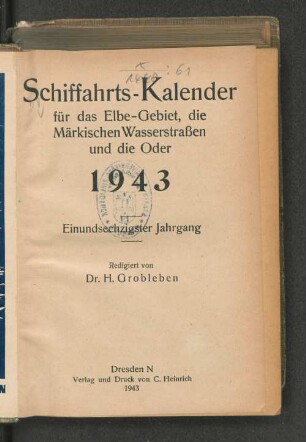 Schiffahrts-Kalender
für das Elbe-Gebiet, die
Märkischen Wasserstraßen
und die Oder
1943
Einundsechzigster Jahrgang
Redigiert von
Dr. H. Grobleben
Dresden N
Verlag und Druck von C. Heinrich
1943